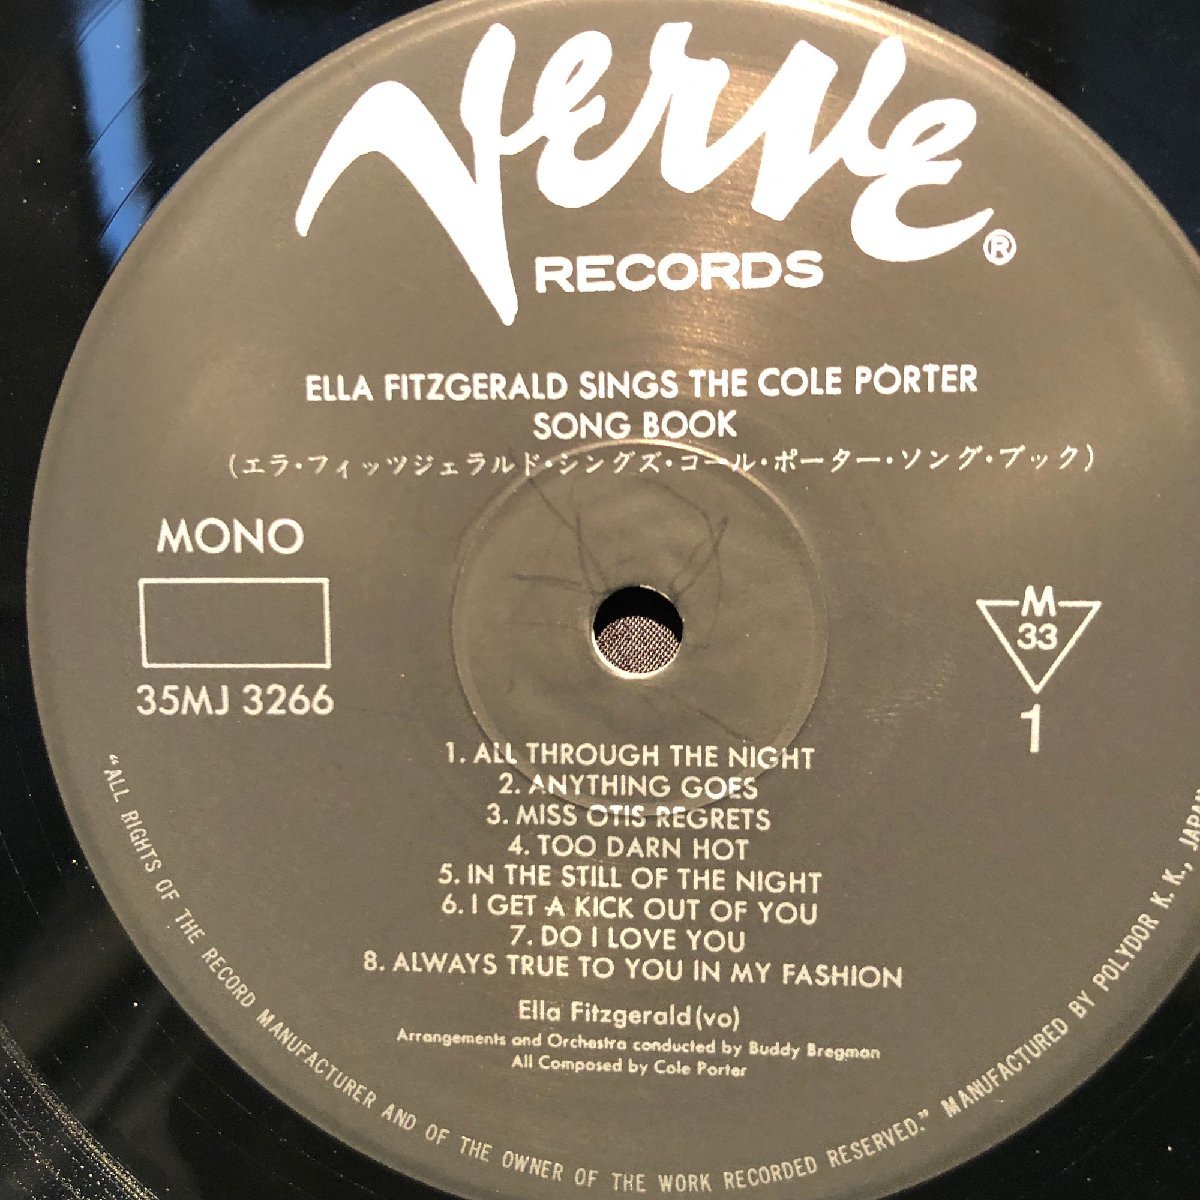 Verve ®
RECORDS
ELLA FITZGERALD SINGS THE COLE PORTER
SONG BOOK
(エラ・フィッツジェラルド・シングズ・コール・ポーター・ソング・ブック)
MONO
35MJ 3266
M
33
1
1. ALL THROUGH THE NIGHT
2. ANYTHING GOES
3. MISS OTIS REGRETS
4. TOO DARN HOT
5. IN THE STILL OF THE NIGHT
6. I GET A KICK OUT OF YOU
7. DO I LOVE YOU
8. ALWAYS TRUE TO YOU IN MY FASHION
Ella Fitzgerald (vo)
Arrangements and Orchestra conducted by Buddy Bregman
All Composed by Cole Porter
"ALL RIGHTS OF THE RECORD MANUFACTURER AND OF THE OWNER OF THE WORK RECORDED RESERVED." MANUFACTURED BY POLYDOR K. K., JAPAN